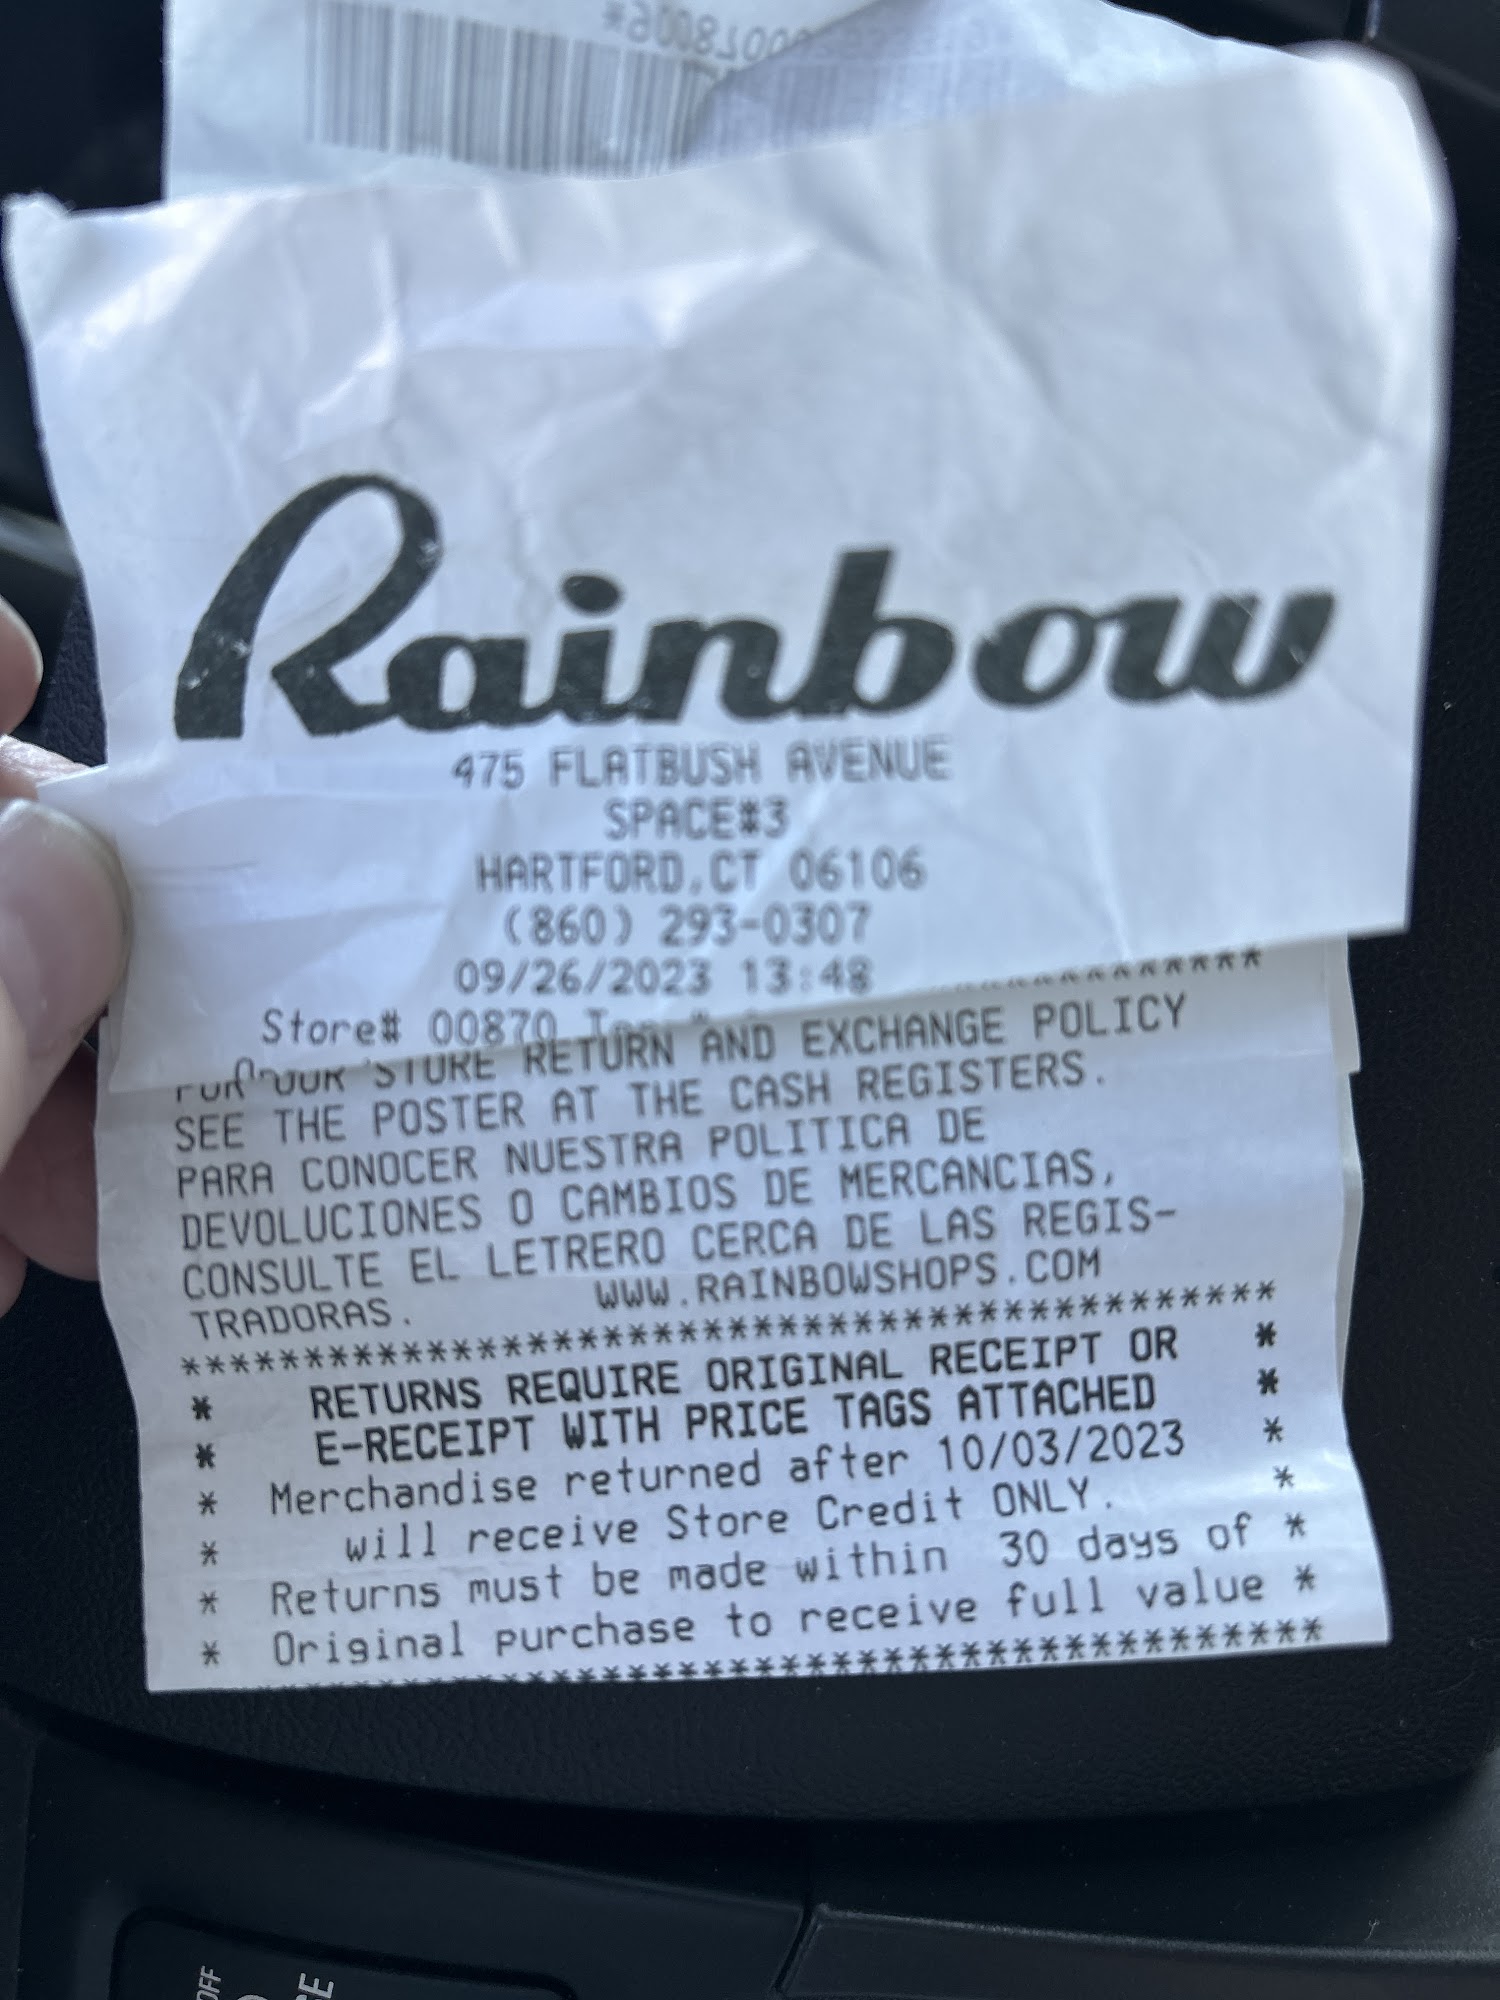 Rainbow
475 FLATBUSH AVENUE
SPACE#3
HARTFORD,CT 06106
(860) 293-0307
09/26/2023 13:48
Store# 00870
FOR OUR STORE RETURN AND EXCHANGE POLICY
SEE THE POSTER AT THE CASH REGISTERS.
PARA CONOCER NUESTRA POLITICA DE
DEVOLUCIONES O CAMBIOS DE MERCANCIAS,
CONSULTE EL LETRERO CERCA DE LAS REGIS-
TRADORAS. WWW.RAINBOWSHOPS.COM
*********************************************
* RETURNS REQUIRE ORIGINAL RECEIPT OR *
* E-RECEIPT WITH PRICE TAGS ATTACHED *
* Merchandise returned after 10/03/2023 *
* will receive Store Credit ONLY. *
* Returns must be made within 30 days of *
* Original purchase to receive full value *
*********************************************
OFF